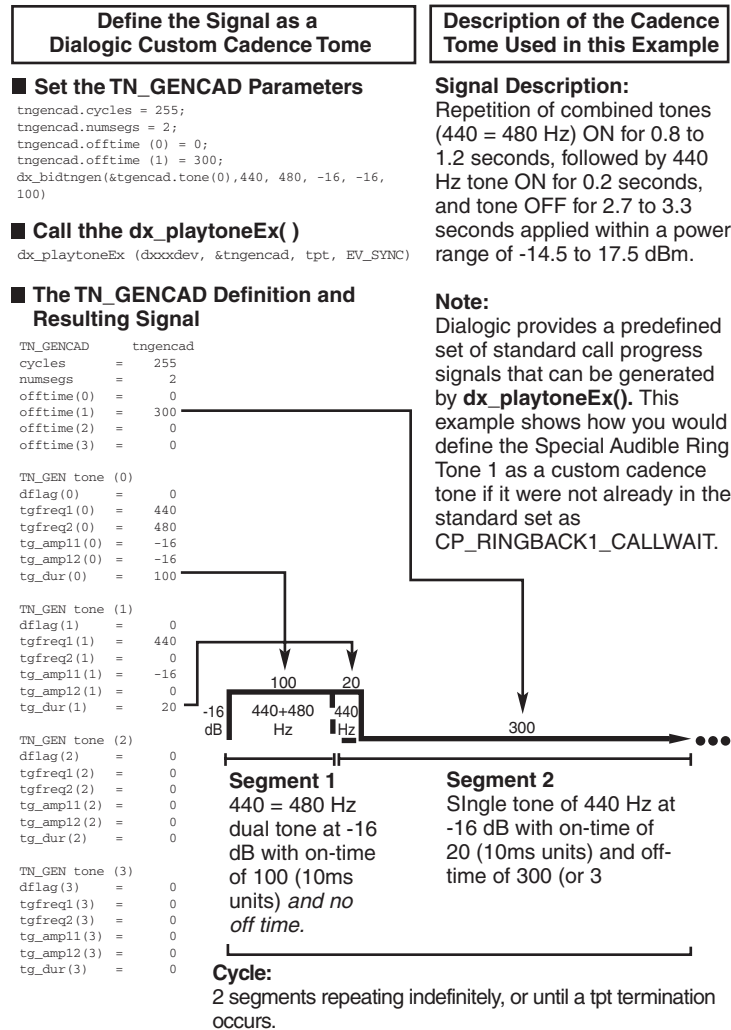 Define the Signal as a
Dialogic Custom Cadence Tome
Description of the Cadence
Tome Used in this Example
Set the TN_GENCAD Parameters
tngencad.cycles = 255;
tngencad.numsegs = 2;
tngencad.offtime (0) = 0;
tngencad.offtime (1) = 300;
dx_bidtngen(&tgencad.tone(0),440, 480, -16, -16,
100)
Call thhe dx_playtoneEx( )
dx_playtoneEx (dxxxdev, &tngencad, tpt, EV_SYNC)
The TN_GENCAD Definition and
Resulting Signal
TN_GENCAD tngencad
cycles = 255
numsegs = 2
offtime(0) = 0
offtime(1) = 300
offtime(2) = 0
offtime(3) = 0
TN_GEN tone (0)
dflag(0) = 0
tgfreq1(0) = 440
tgfreq2(0) = 480
tg_amp11(0) = -16
tg_amp12(0) = -16
tg_dur(0) = 100
TN_GEN tone (1)
dflag(1) = 0
tgfreq1(1) = 440
tgfreq2(1) = 0
tg_amp11(1) = -16
tg_amp12(1) = 0
tg_dur(1) = 20
TN_GEN tone (2)
dflag(2) = 0
tgfreq1(2) = 0
tgfreq2(2) = 0
tg_amp11(2) = 0
tg_amp12(2) = 0
tg_dur(2) = 0
TN_GEN tone (3)
dflag(3) = 0
tgfreq1(3) = 0
tgfreq2(3) = 0
tg_amp11(3) = 0
tg_amp12(3) = 0
tg_dur(3) = 0
Signal Description:
Repetition of combined tones
(440 = 480 Hz) ON for 0.8 to
1.2 seconds, followed by 440
Hz tone ON for 0.2 seconds,
and tone OFF for 2.7 to 3.3
seconds applied within a power
range of -14.5 to 17.5 dBm.
Note:
Dialogic provides a predefined
set of standard call progress
signals that can be generated
by dx_playtoneEx(). This
example shows how you would
define the Special Audible Ring
Tone 1 as a custom cadence
tone if it were not already in the
standard set as
CP_RINGBACK1_CALLWAIT.
100
20
-16
dB
440+480
Hz
440
Hz
300
Segment 1
440 = 480 Hz
dual tone at -16
dB with on-time
of 100 (10ms
units) and no
off time.
Segment 2
SIngle tone of 440 Hz at
-16 dB with on-time of
20 (10ms units) and off-
time of 300 (or 3
Cycle:
2 segments repeating indefinitely, or until a tpt termination
occurs.